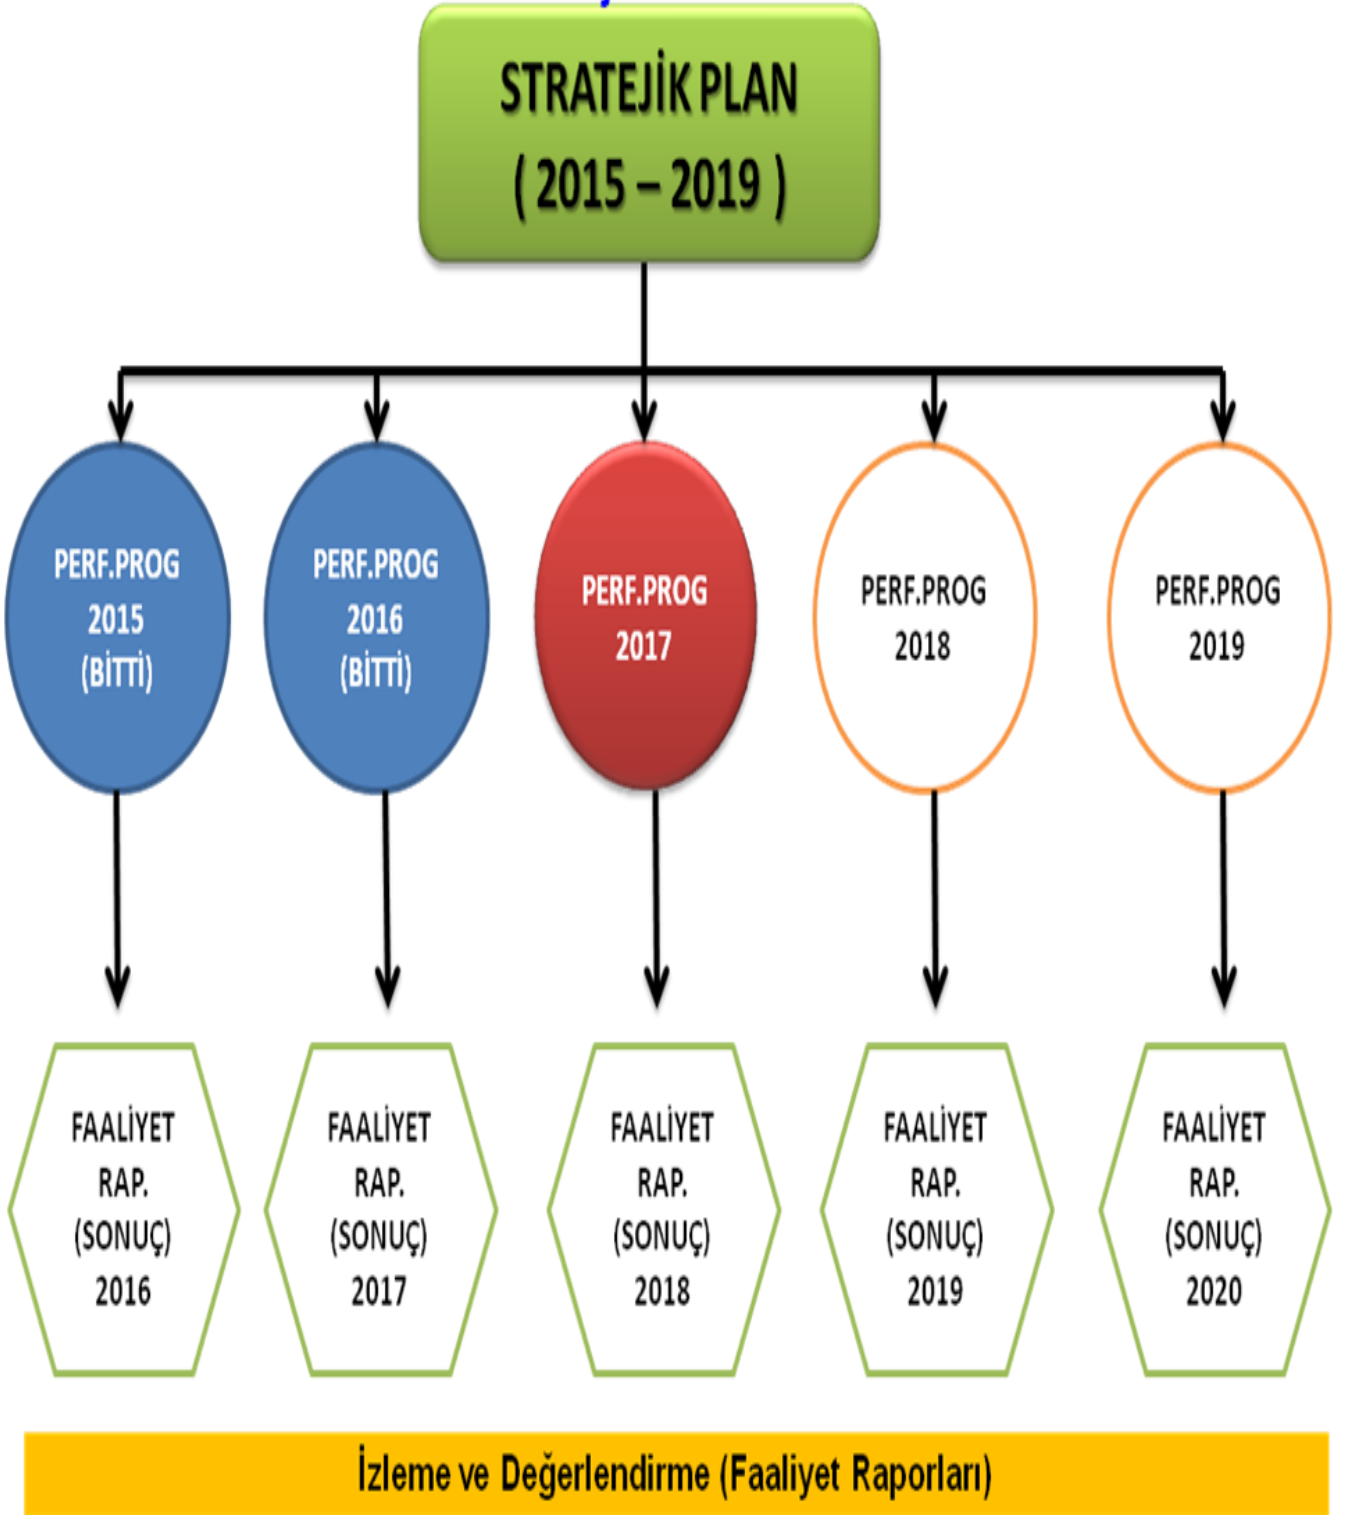 STRATEJİK PLAN
( 2015 – 2019 )
PERF.PROG
2015
(BİTTİ)
PERF.PROG
2016
(BİTTİ)
PERF.PROG
2017
PERF.PROG
2018
PERF.PROG
2019
FAALİYET
RAP.
(SONUÇ)
2016
FAALİYET
RAP.
(SONUÇ)
2017
FAALİYET
RAP.
(SONUÇ)
2018
FAALİYET
RAP.
(SONUÇ)
2019
FAALİYET
RAP.
(SONUÇ)
2020
İzleme ve Değerlendirme (Faaliyet Raporları)